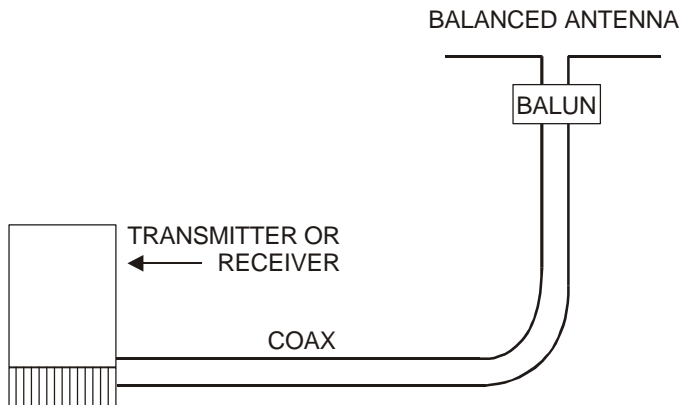 BALANCED ANTENNA
BALUN
TRANSMITTER OR
RECEIVER
COAX